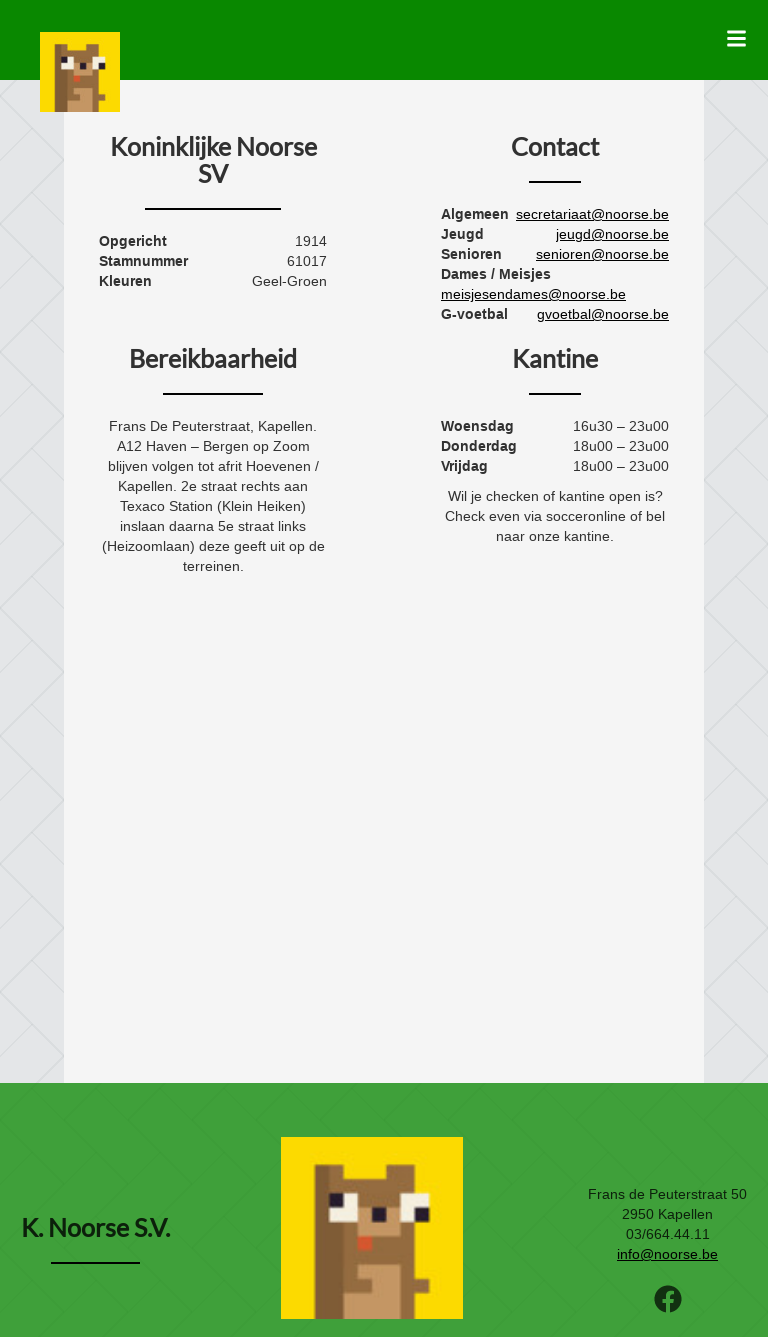 Koninklijke Noorse
SV
Opgericht 1914
Stamnummer 61017
Kleuren Geel-Groen
Contact
Algemeen secretariaat@noorse.be
Jeugd jeugd@noorse.be
Senioren senioren@noorse.be
Dames / Meisjes
meisjesendames@noorse.be
G-voetbal gvoetbal@noorse.be
Bereikbaarheid
Frans De Peuterstraat, Kapellen.
A12 Haven – Bergen op Zoom
blijven volgen tot afrit Hoevenen /
Kapellen. 2e straat rechts aan
Texaco Station (Klein Heiken)
inslaan daarna 5e straat links
(Heizoomlaan) deze geeft uit op de
terreinen.
Kantine
Woensdag 16u30 – 23u00
Donderdag 18u00 – 23u00
Vrijdag 18u00 – 23u00
Wil je checken of kantine open is?
Check even via socceronline of bel
naar onze kantine.
K. Noorse S.V.
Frans de Peuterstraat 50
2950 Kapellen
03/664.44.11
info@noorse.be